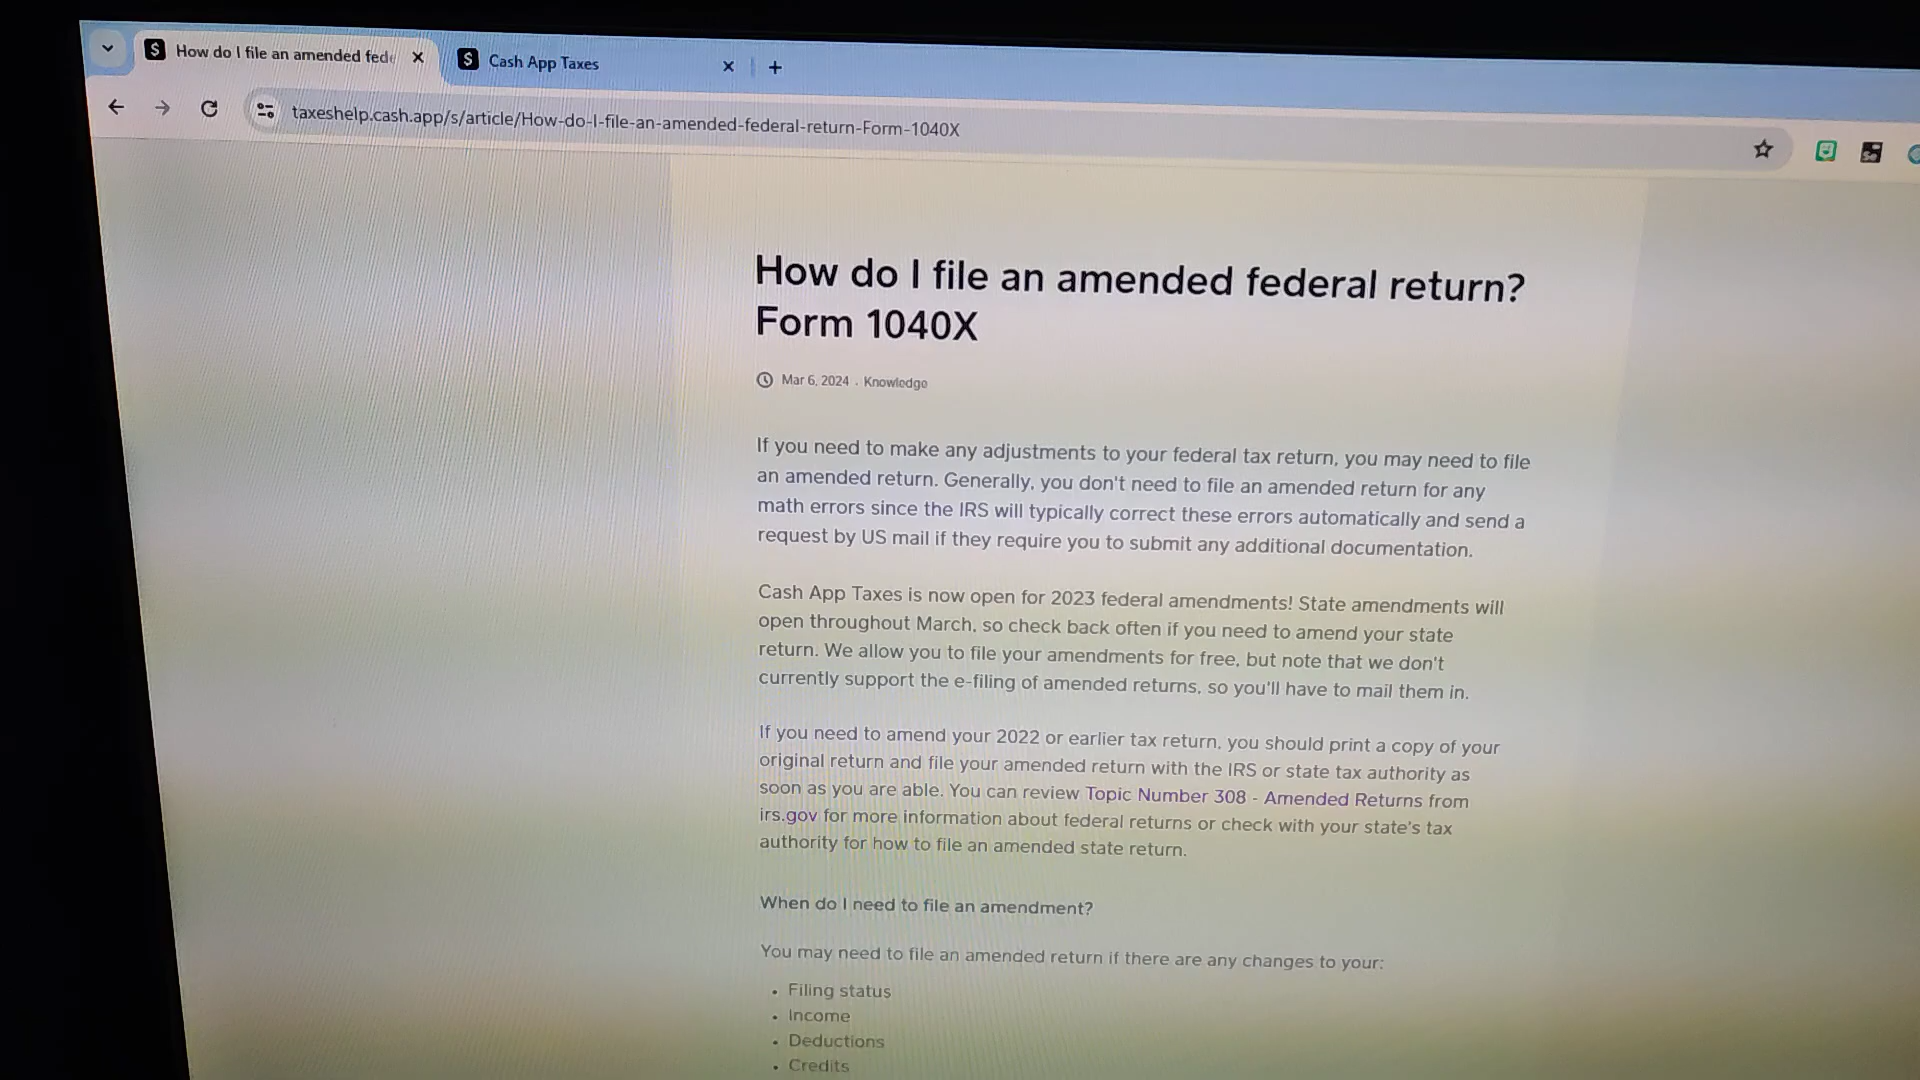 How do I file an amended fede
Cash App Taxes
taxeshelp.cash.app/s/article/How-do-I-file-an-amended-federal-return-Form-1040X
How do I file an amended federal return?
Form 1040X
Mar 6, 2024 . Knowledge
If you need to make any adjustments to your federal tax return, you may need to file
an amended return. Generally, you don't need to file an amended return for any
math errors since the IRS will typically correct these errors automatically and send a
request by US mail if they require you to submit any additional documentation.
Cash App Taxes is now open for 2023 federal amendments! State amendments will
open throughout March, so check back often if you need to amend your state
return. We allow you to file your amendments for free, but note that we don't
currently support the e-filing of amended returns, so you'll have to mail them in.
If you need to amend your 2022 or earlier tax return, you should print a copy of your
original return and file your amended return with the IRS or state tax authority as
soon as you are able. You can review Topic Number 308 - Amended Returns from
irs.gov for more information about federal returns or check with your state's tax
authority for how to file an amended state return.
When do I need to file an amendment?
You may need to file an amended return if there are any changes to your:
• Filing status
• Income
• Deductions
• Credits